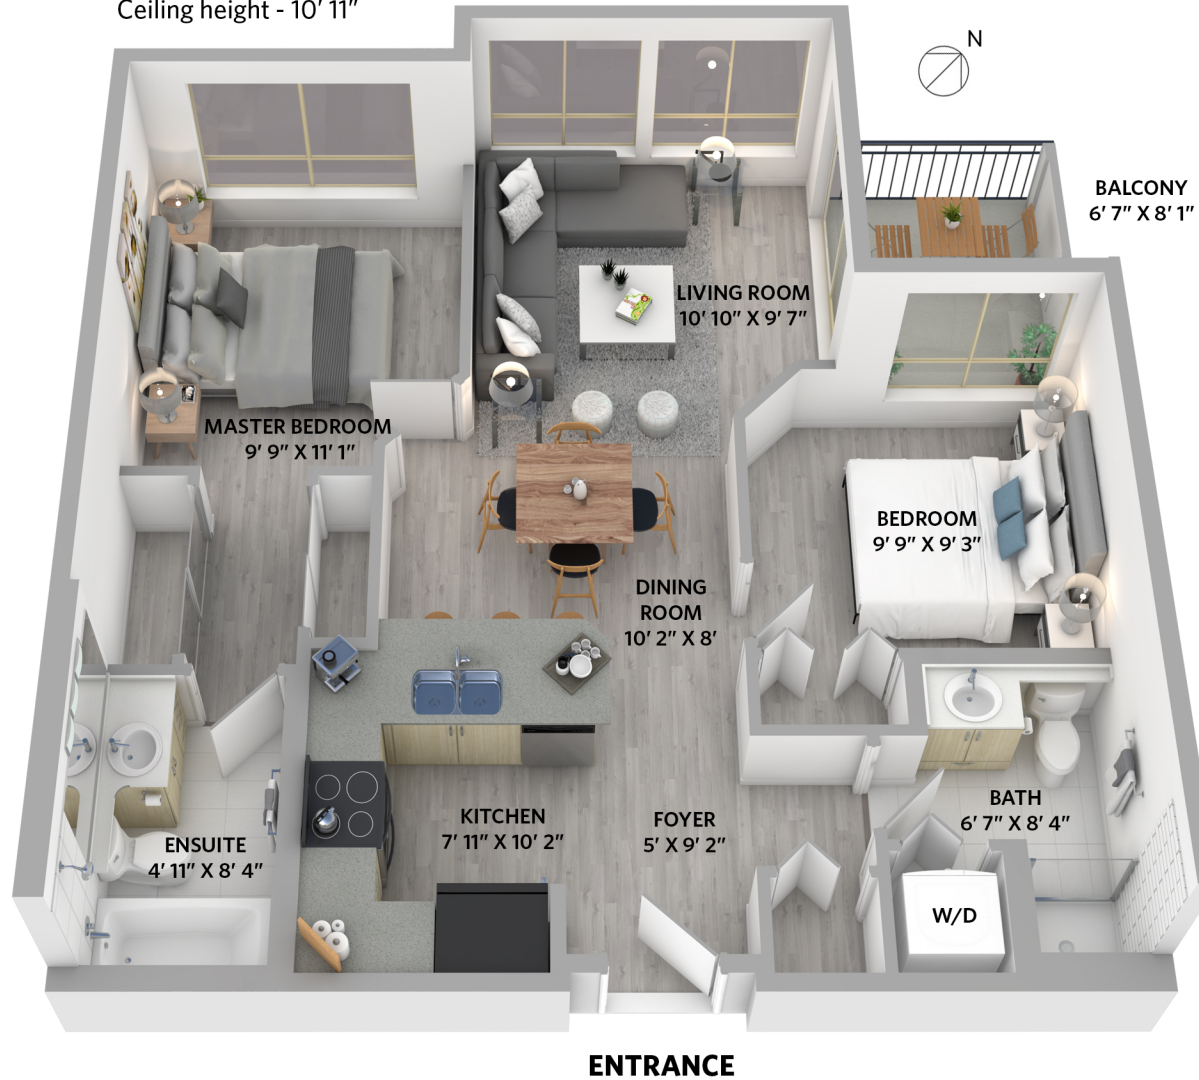 Ceiling height - 10' 11"
N
BALCONY
6' 7" X 8' 1"
LIVING ROOM
10' 10" X 9' 7"
MASTER BEDROOM
9' 9" X 11' 1"
BEDROOM
9' 9" X 9' 3"
DINING
ROOM
10' 2" X 8'
KITCHEN
7' 11" X 10' 2"
FOYER
5' X 9' 2"
BATH
6' 7" X 8' 4"
ENSUITE
4' 11" X 8' 4"
W/D
ENTRANCE